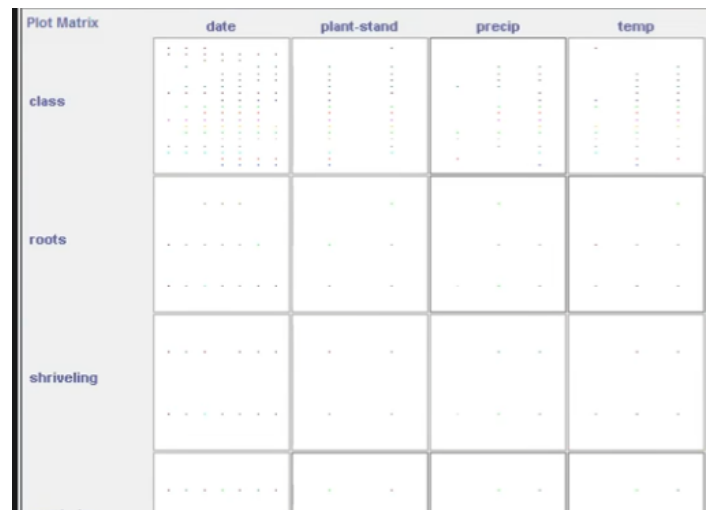 Plot Matrix
date plant-stand precip temp
class
roots
shriveling